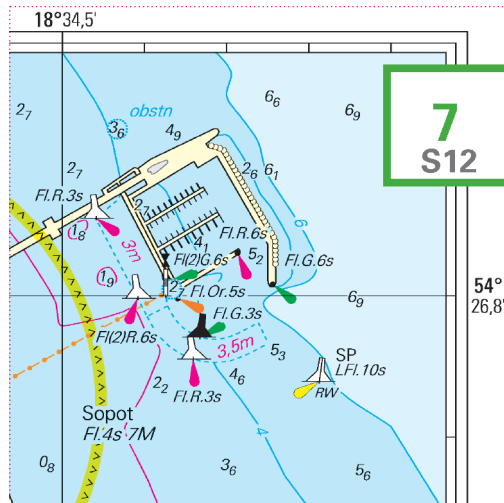 18°34,5'
7
S12
2₇
3₆
obstn
4₉
6₆
6₉
2₇
2₆
6₁
Fl.R.3s
2₇
6
1₈
3m
4₁
Fl.R.6s
5₂
Fl.G.6s
Fl(2)G.6s
1₉
2₇
Fl.Or.5s
6₉
54°
26,8'
Fl.G.3s
Fl(2)R.6s
3,5m
5₃
SP
LFl.10s
RW
2₂
Fl.R.3s
4₆
Sopot
Fl.4s 7M
4
0₈
3₆
5₆